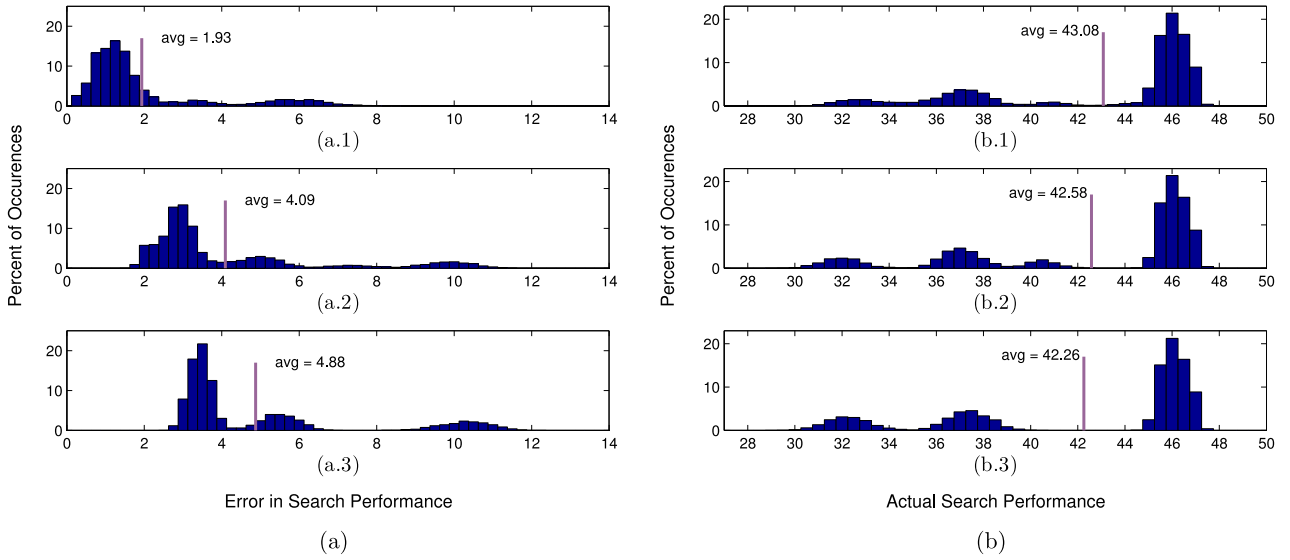 Percent of Occurences
20
10
0
avg = 1.93
0 2 4 6 8 10 12 14
(a.1)
20
10
0
avg = 4.09
0 2 4 6 8 10 12 14
(a.2)
20
10
0
avg = 4.88
0 2 4 6 8 10 12 14
(a.3)
Error in Search Performance
(a)
Percent of Occurences
20
10
0
avg = 43.08
28 30 32 34 36 38 40 42 44 46 48 50
(b.1)
20
10
0
avg = 42.58
28 30 32 34 36 38 40 42 44 46 48 50
(b.2)
20
10
0
avg = 42.26
28 30 32 34 36 38 40 42 44 46 48 50
(b.3)
Actual Search Performance
(b)